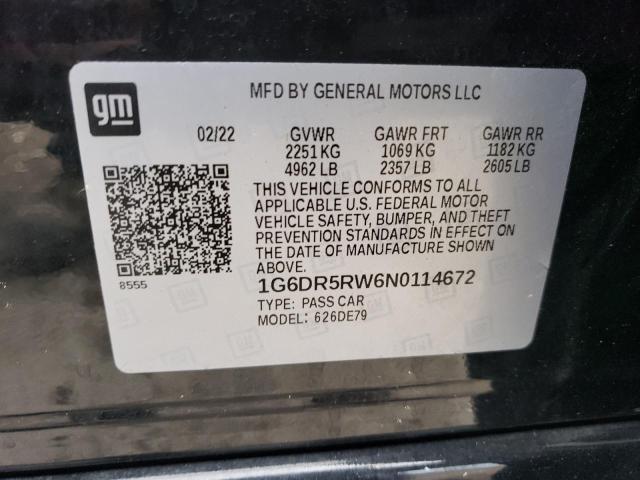 gm
MFD BY GENERAL MOTORS LLC
02/22 GVWR GAWR FRT GAWR RR
2251 KG 1069 KG 1182 KG
4962 LB 2357 LB 2605 LB
THIS VEHICLE CONFORMS TO ALL
APPLICABLE U.S. FEDERAL MOTOR
VEHICLE SAFETY, BUMPER, AND THEFT
PREVENTION STANDARDS IN EFFECT ON
THE DATE OF MANUFACTURE SHOWN
ABOVE.
8555
1G6DR5RW6N0114672
TYPE: PASS CAR
MODEL: 626DE79